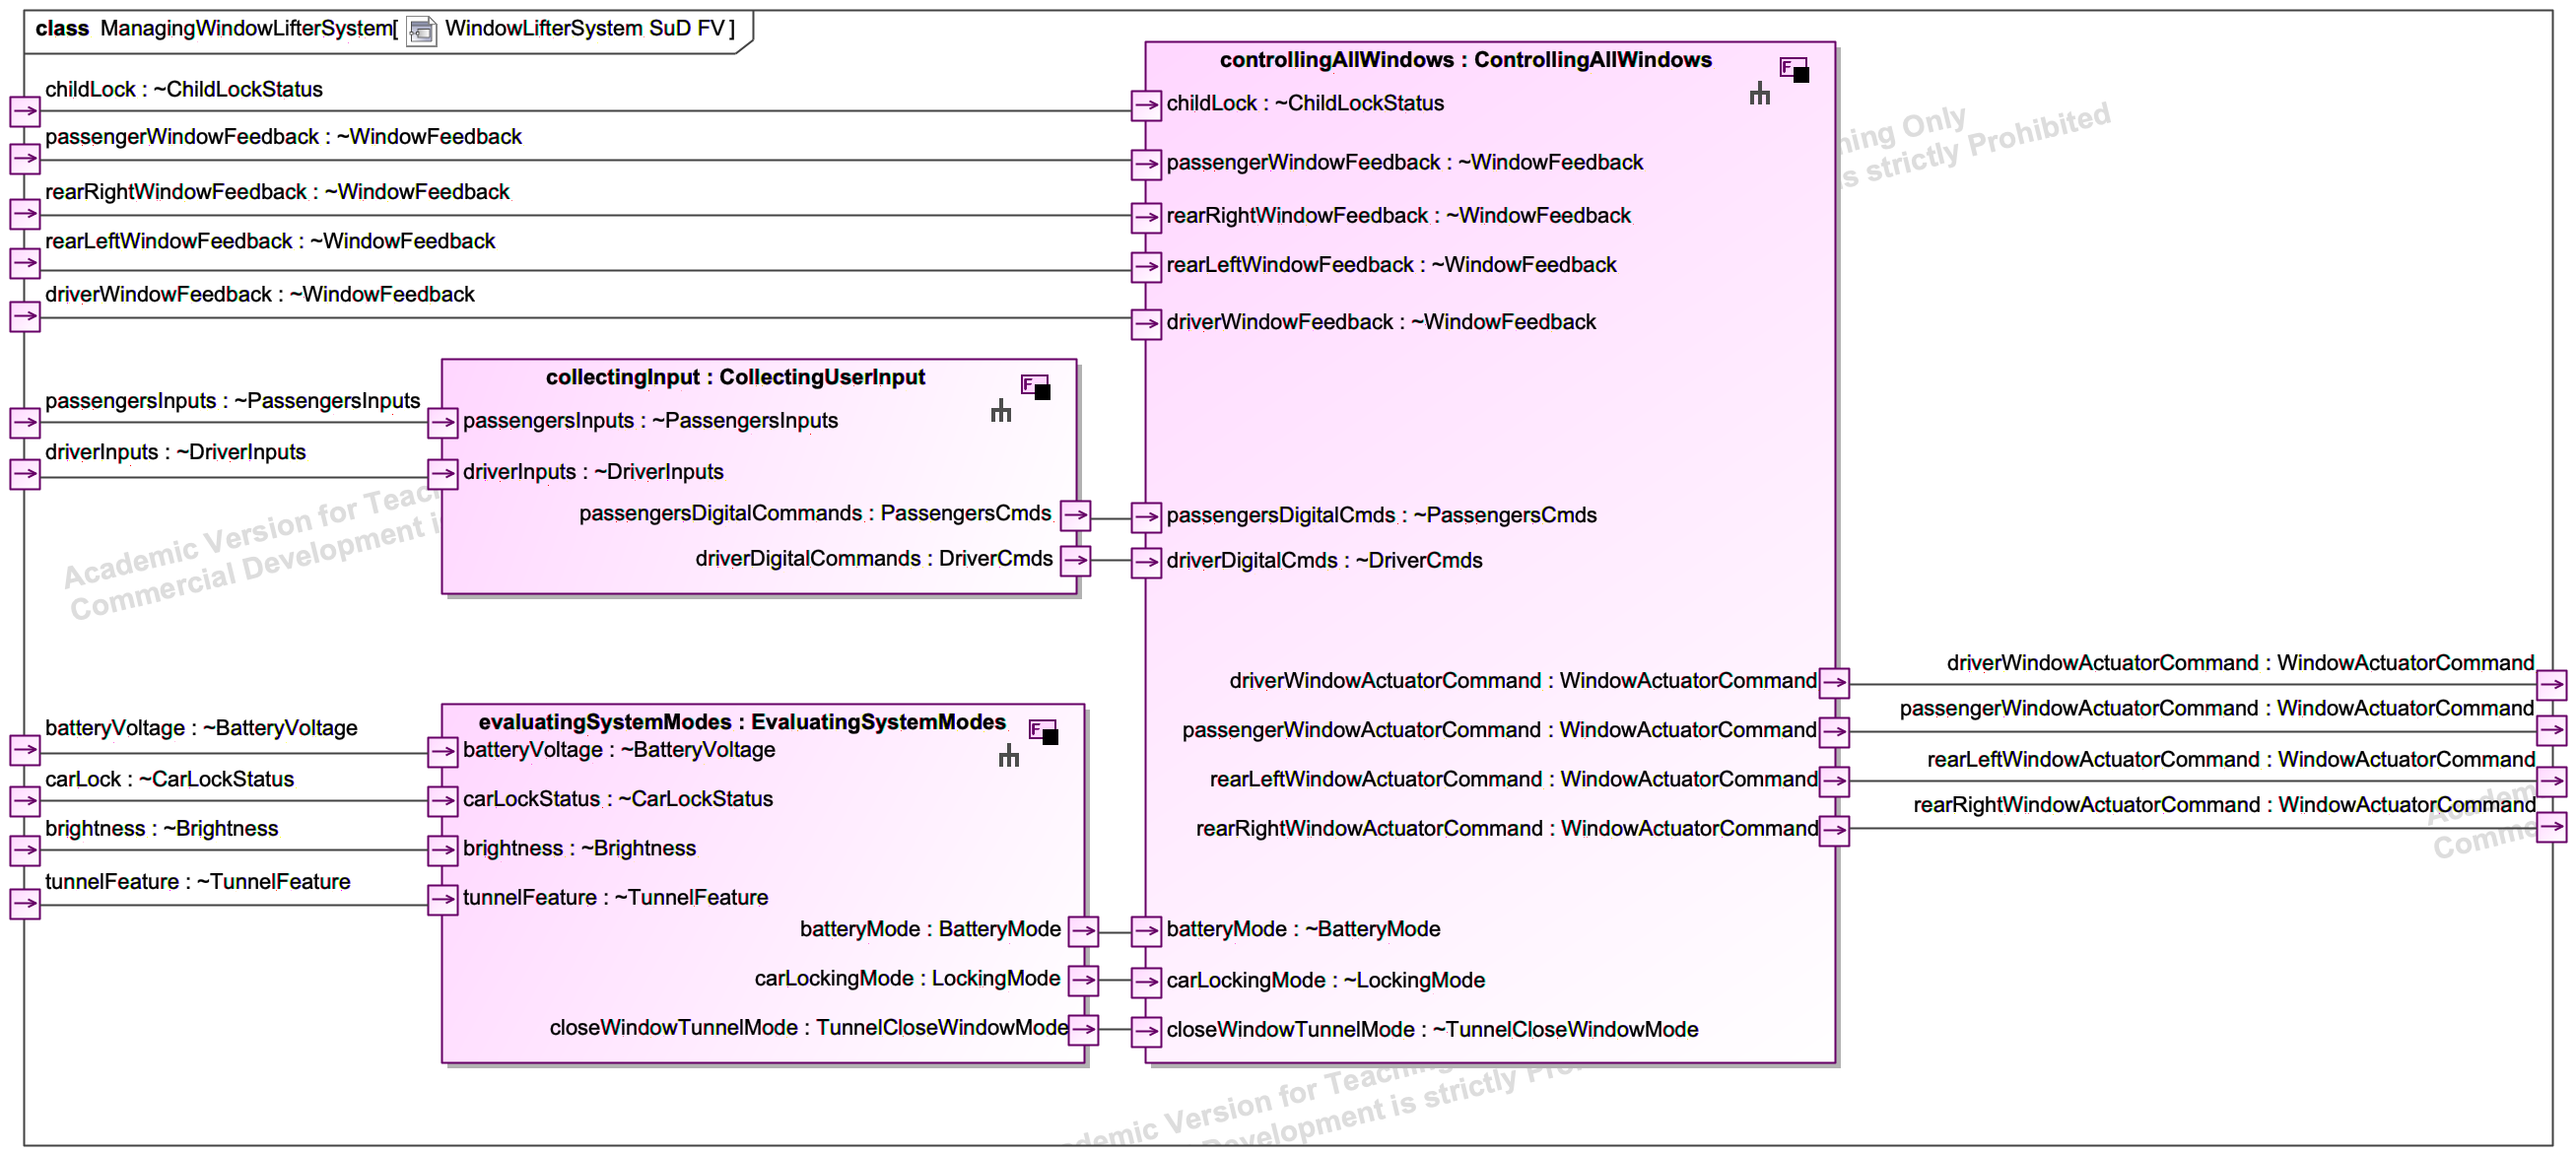 class ManagingWindowLifterSystem[ WindowLifterSystem SuD FV ]
childLock : ~ChildLockStatus
passengerWindowFeedback : ~WindowFeedback
rearRightWindowFeedback : ~WindowFeedback
rearLeftWindowFeedback : ~WindowFeedback
driverWindowFeedback : ~WindowFeedback
passengersInputs : ~PassengersInputs
driverInputs : ~DriverInputs
batteryVoltage : ~BatteryVoltage
carLock : ~CarLockStatus
brightness : ~Brightness
tunnelFeature : ~TunnelFeature
collectingInput : CollectingUserInput
F
passengersInputs : ~PassengersInputs
driverInputs : ~DriverInputs
passengersDigitalCommands : PassengersCmds
driverDigitalCommands : DriverCmds
evaluatingSystemModes : EvaluatingSystemModes
F
batteryVoltage : ~BatteryVoltage
carLockStatus : ~CarLockStatus
brightness : ~Brightness
tunnelFeature : ~TunnelFeature
batteryMode : BatteryMode
carLockingMode : LockingMode
closeWindowTunnelMode : TunnelCloseWindowMode
controllingAllWindows : ControllingAllWindows
F
childLock : ~ChildLockStatus
passengerWindowFeedback : ~WindowFeedback
rearRightWindowFeedback : ~WindowFeedback
rearLeftWindowFeedback : ~WindowFeedback
driverWindowFeedback : ~WindowFeedback
passengersDigitalCmds : ~PassengersCmds
driverDigitalCmds : ~DriverCmds
driverWindowActuatorCommand : WindowActuatorCommand
passengerWindowActuatorCommand : WindowActuatorCommand
rearLeftWindowActuatorCommand : WindowActuatorCommand
rearRightWindowActuatorCommand : WindowActuatorCommand
batteryMode : ~BatteryMode
carLockingMode : ~LockingMode
closeWindowTunnelMode : ~TunnelCloseWindowMode
driverWindowActuatorCommand : WindowActuatorCommand
passengerWindowActuatorCommand : WindowActuatorCommand
rearLeftWindowActuatorCommand : WindowActuatorCommand
rearRightWindowActuatorCommand : WindowActuatorCommand
Academic Version for Teac
Commercial Development i
ning Only
is strictly Prohibited
demic Version for Teaching
Development is strictly Pro
Academ
Comme